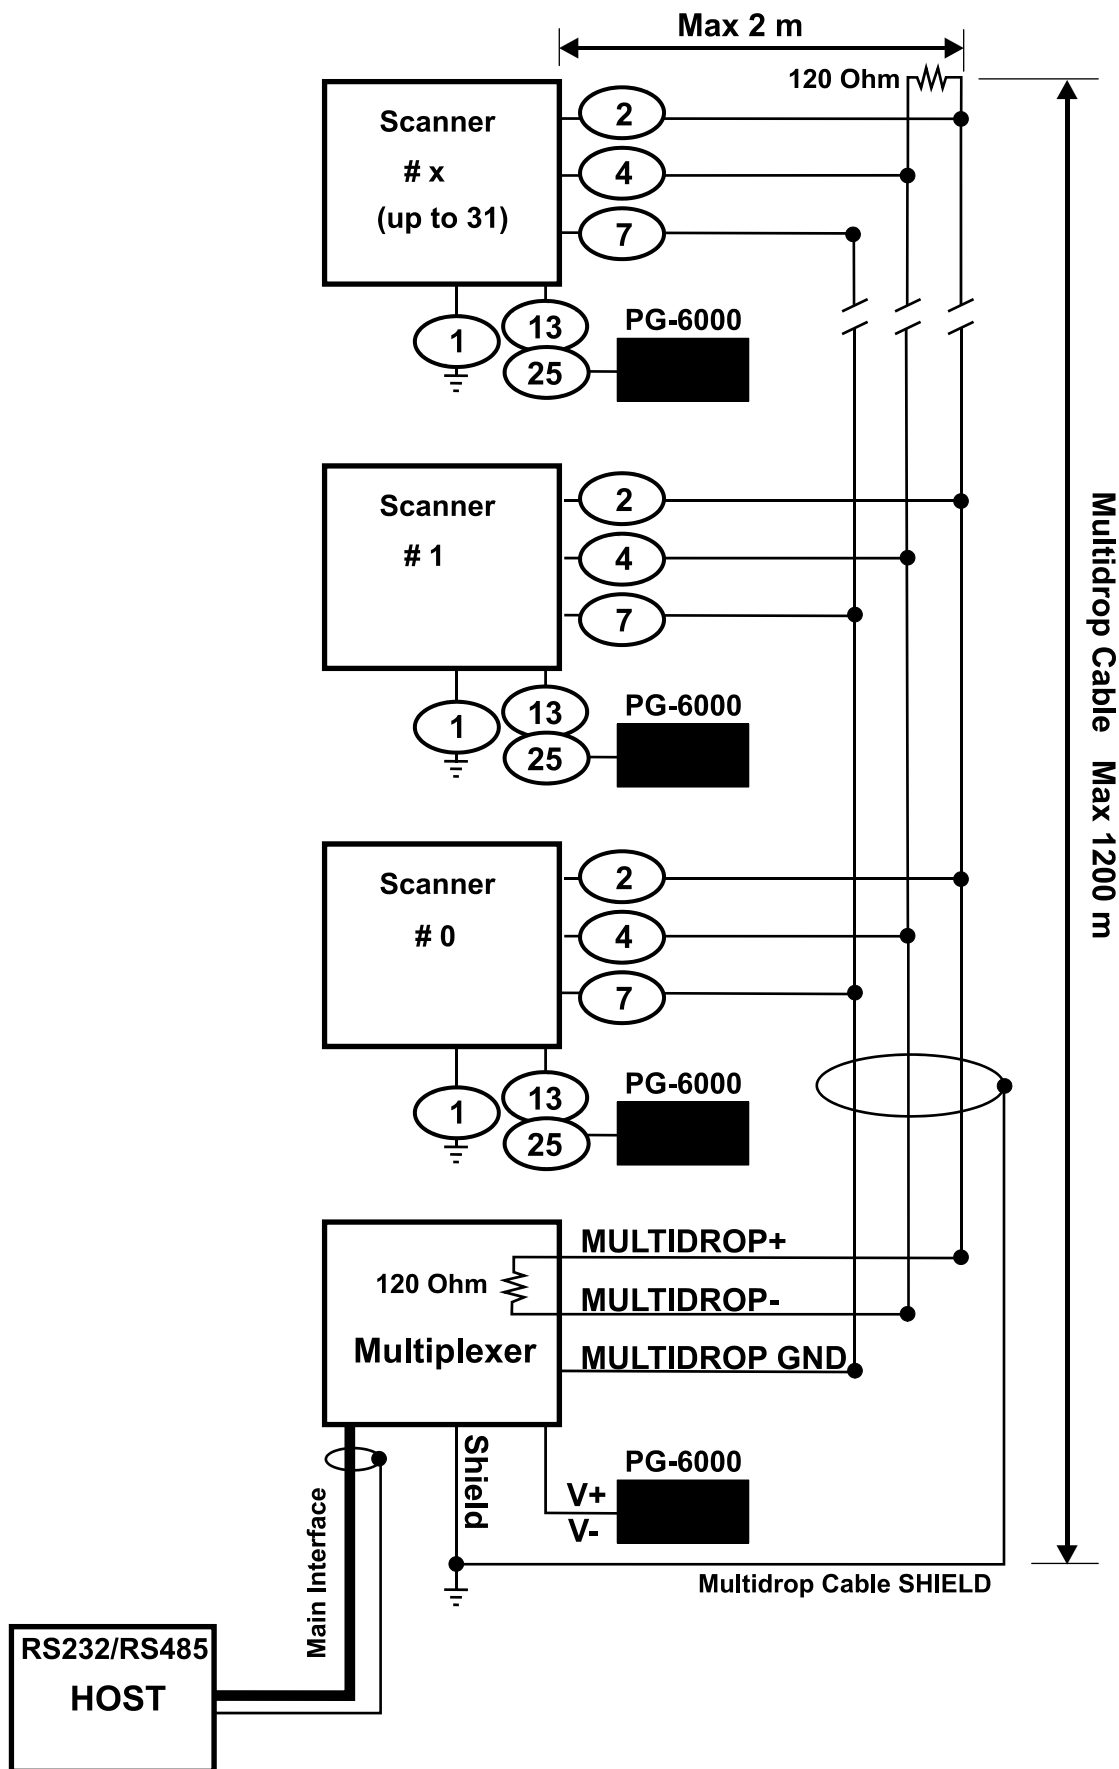 Max 2 m
120 Ohm
Scanner
# x
(up to 31)
2
4
7
1
13
25
PG-6000
Scanner
# 1
2
4
7
1
13
25
PG-6000
Scanner
# 0
2
4
7
1
13
25
PG-6000
Multidrop Cable Max 1200 m
MULTIDROP+
120 Ohm
MULTIDROP-
Multiplexer
MULTIDROP GND
Shield
PG-6000
V+
V-
Main Interface
Multidrop Cable SHIELD
RS232/RS485
HOST